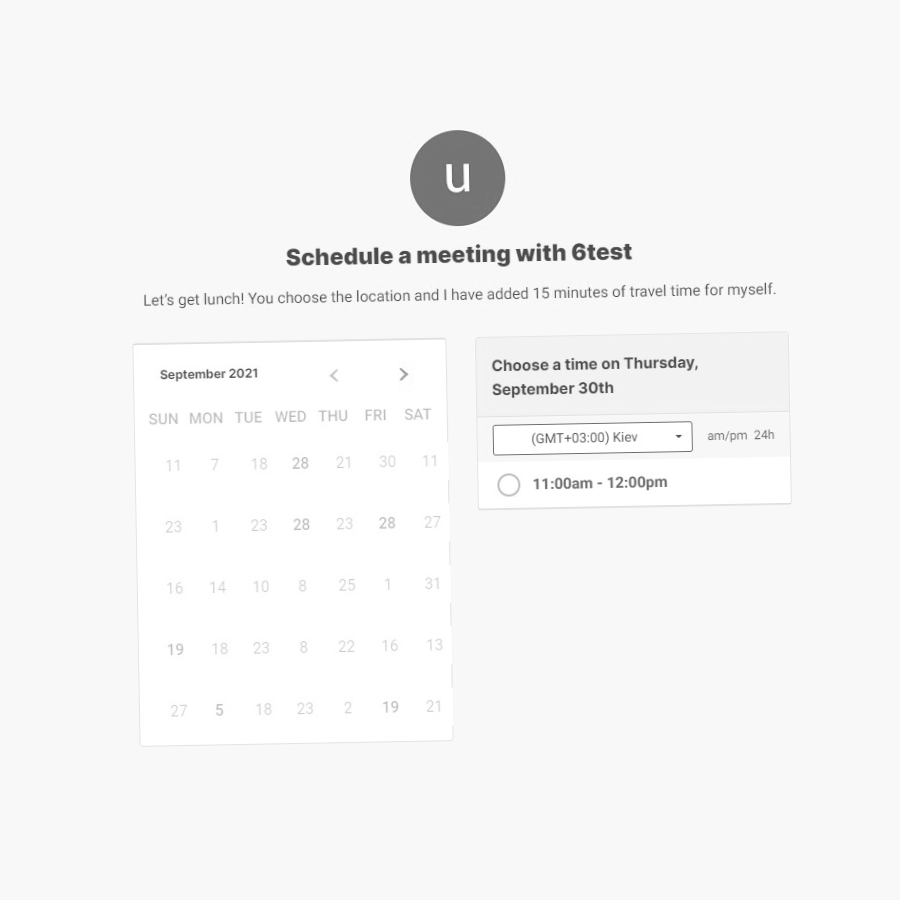 u
Schedule a meeting with 6test
Let's get lunch! You choose the location and I have added 15 minutes of travel time for myself.
September 2021
SUN MON TUE WED THU FRI SAT
11 7 18 28 21 30 11
23 1 23 28 23 28 27
16 14 10 8 25 1 31
19 18 23 8 22 16 13
27 5 18 23 2 19 21
Choose a time on Thursday,
September 30th
(GMT+03:00) Kiev am/pm 24h
11:00am - 12:00pm